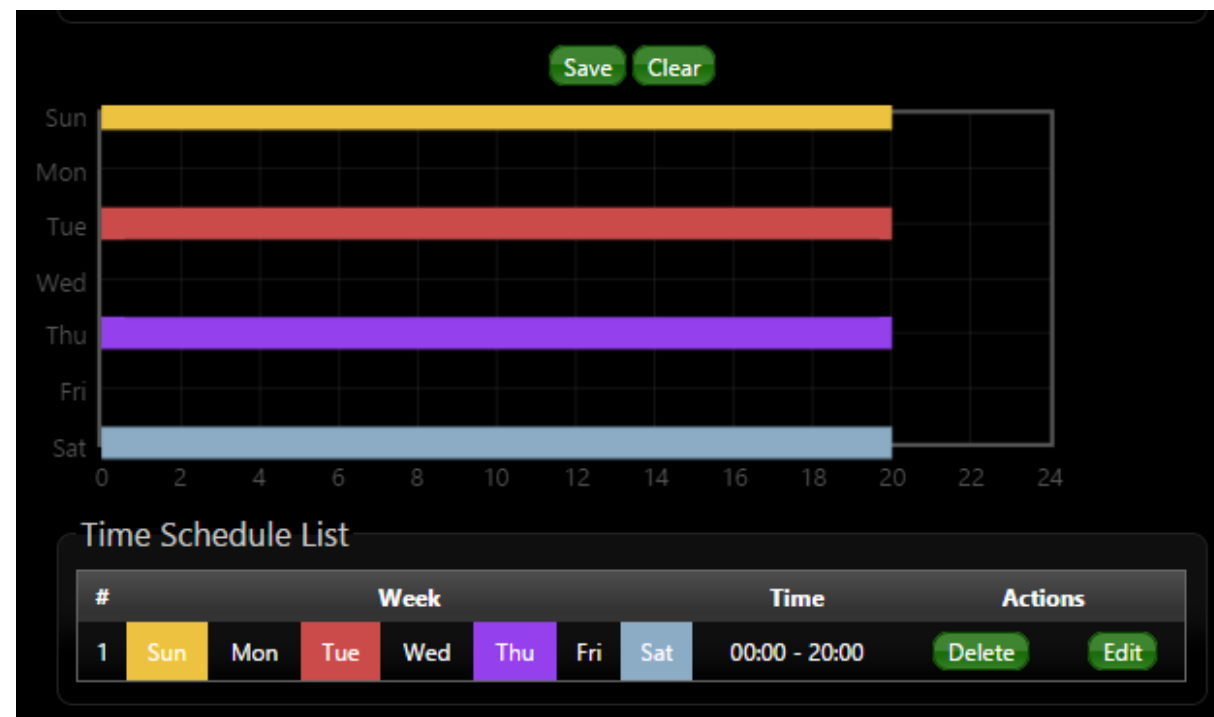 Save Clear
Sun
Mon
Tue
Wed
Thu
Fri
Sat
0 2 4 6 8 10 12 14 16 18 20 22 24
Time Schedule List
# Week Time Actions
1 Sun Mon Tue Wed Thu Fri Sat 00:00 - 20:00 Delete Edit